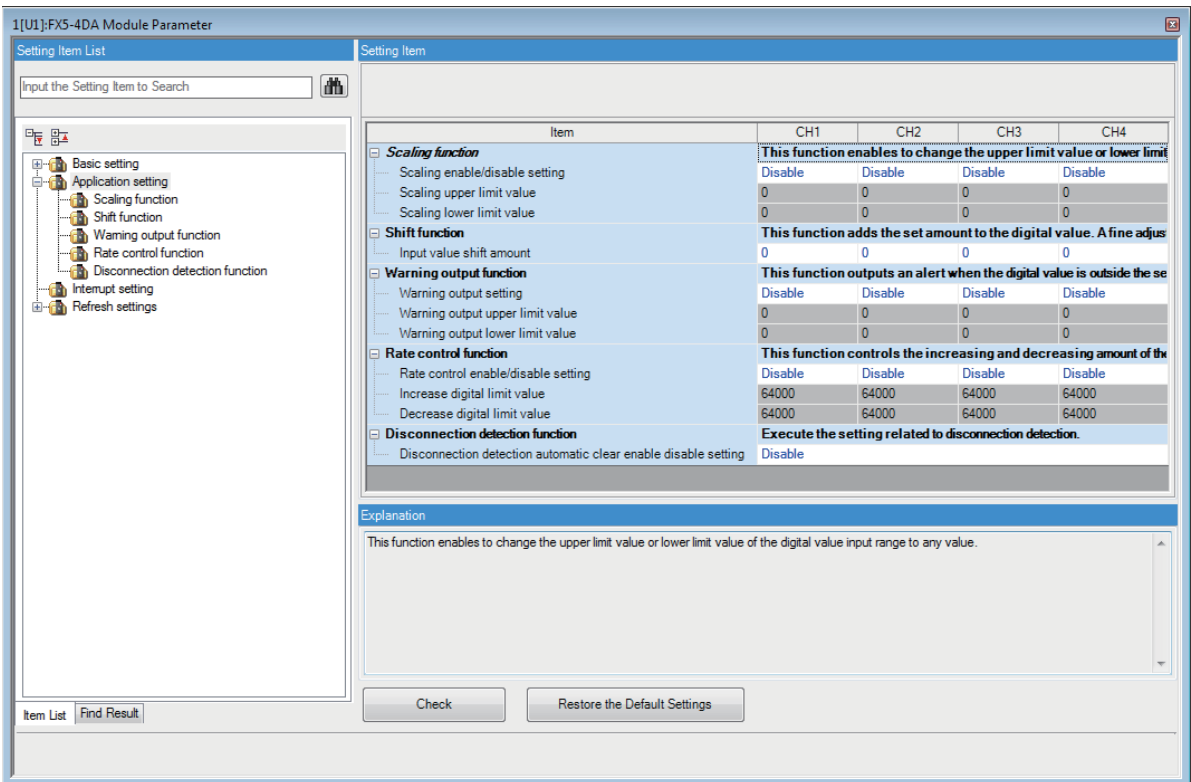 1[U1]:FX5-4DA Module Parameter
Setting Item List
Input the Setting Item to Search
Basic setting
Application setting
Scaling function
Shift function
Warning output function
Rate control function
Disconnection detection function
Interrupt setting
Refresh settings
Item List Find Result
Setting Item
Item CH1 CH2 CH3 CH4
Scaling function This function enables to change the upper limit value or lower limit
Scaling enable/disable setting Disable Disable Disable Disable
Scaling upper limit value 0 0 0 0
Scaling lower limit value 0 0 0 0
Shift function This function adds the set amount to the digital value. A fine adjus
Input value shift amount 0 0 0 0
Warning output function This function outputs an alert when the digital value is outside the se
Warning output setting Disable Disable Disable Disable
Warning output upper limit value 0 0 0 0
Warning output lower limit value 0 0 0 0
Rate control function This function controls the increasing and decreasing amount of the
Rate control enable/disable setting Disable Disable Disable Disable
Increase digital limit value 64000 64000 64000 64000
Decrease digital limit value 64000 64000 64000 64000
Disconnection detection function Execute the setting related to disconnection detection.
Disconnection detection automatic clear enable disable setting Disable
Explanation
This function enables to change the upper limit value or lower limit value of the digital value input range to any value.
Check Restore the Default Settings